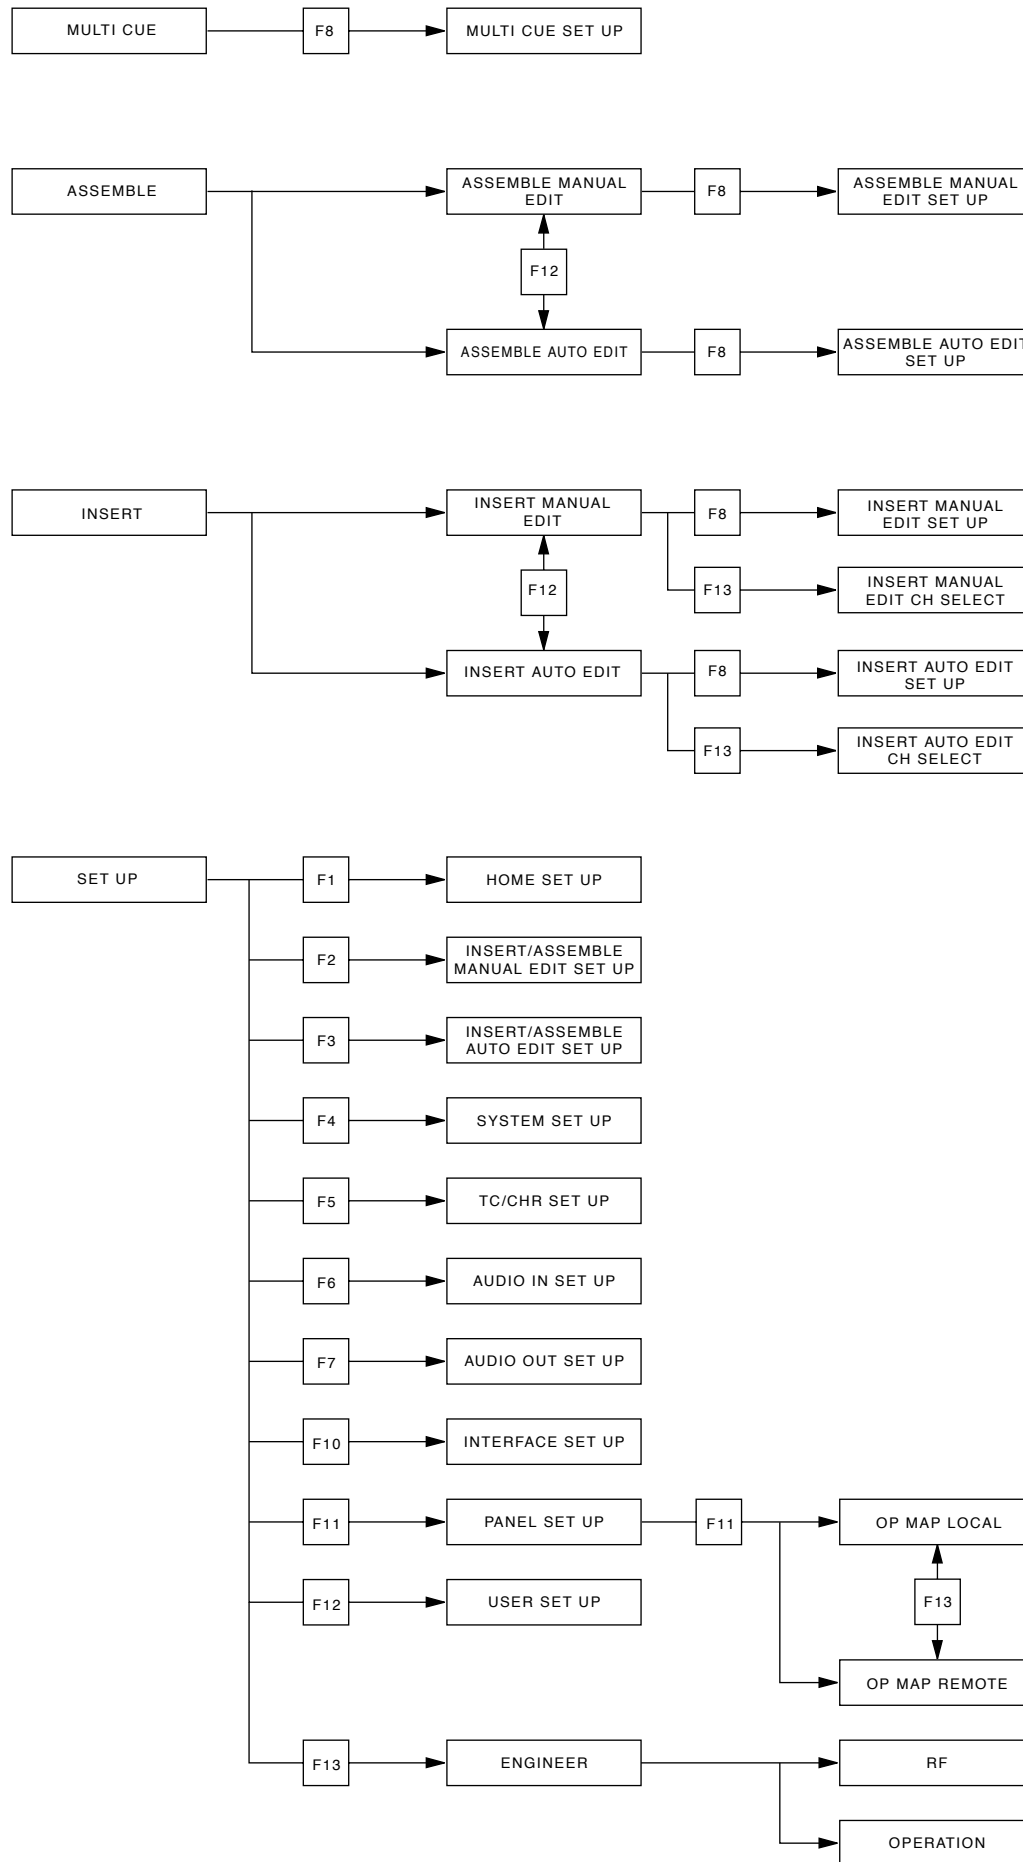 MULTI CUE
F8
MULTI CUE SET UP
ASSEMBLE
ASSEMBLE MANUAL
EDIT
F8
ASSEMBLE MANUAL
EDIT SET UP
F12
ASSEMBLE AUTO EDIT
F8
ASSEMBLE AUTO EDIT
SET UP
INSERT
INSERT MANUAL
EDIT
F8
INSERT MANUAL
EDIT SET UP
F12
F13
INSERT MANUAL
EDIT CH SELECT
INSERT AUTO EDIT
F8
INSERT AUTO EDIT
SET UP
F13
INSERT AUTO EDIT
CH SELECT
SET UP
F1
HOME SET UP
F2
INSERT/ASSEMBLE
MANUAL EDIT SET UP
F3
INSERT/ASSEMBLE
AUTO EDIT SET UP
F4
SYSTEM SET UP
F5
TC/CHR SET UP
F6
AUDIO IN SET UP
F7
AUDIO OUT SET UP
F10
INTERFACE SET UP
F11
PANEL SET UP
F11
OP MAP LOCAL
F12
USER SET UP
F13
OP MAP REMOTE
F13
ENGINEER
RF
OPERATION